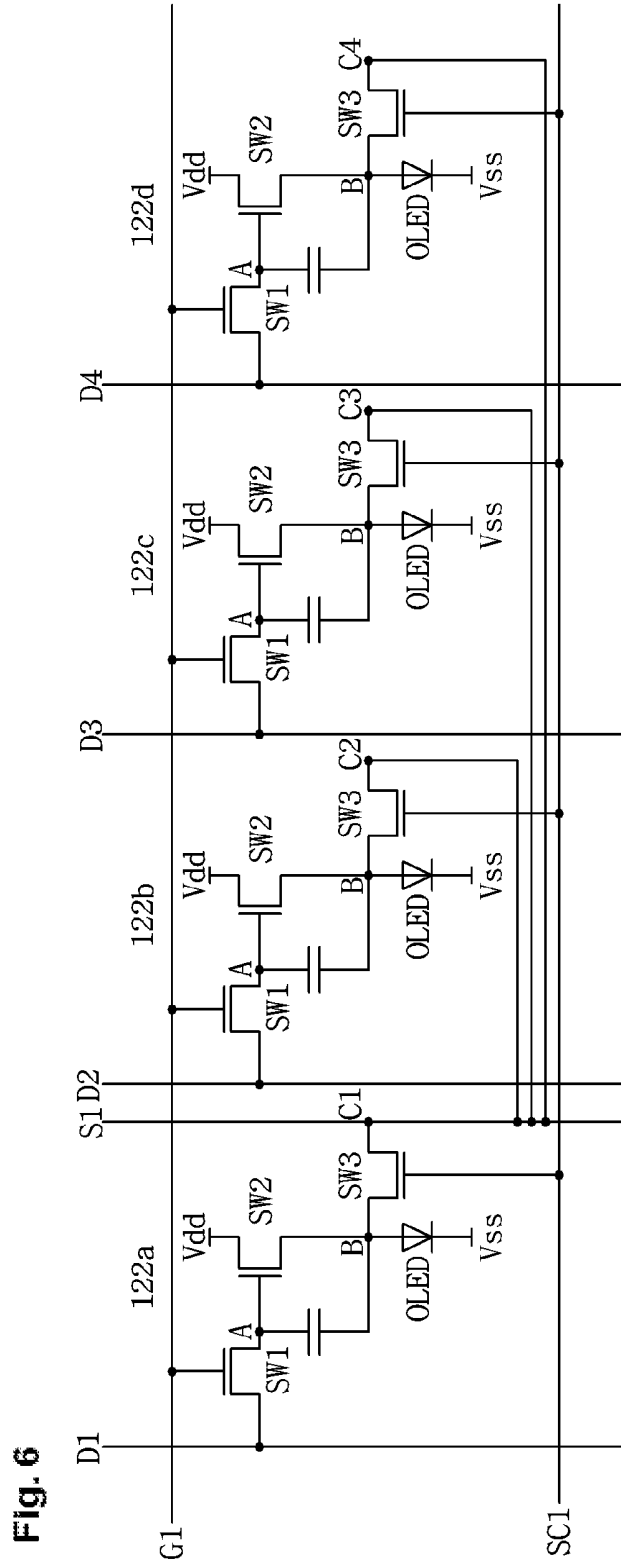 Fig. 6
D1
S1
D2
D3
D4
122a
122b
122c
122d
G1
Vdd
Vdd
Vdd
Vdd
A
SW2
A
SW2
A
SW2
A
SW2
SW1
SW1
SW1
SW1
B
SW3
C1
B
SW3
C2
B
SW3
C3
B
SW3
C4
OLED
OLED
OLED
OLED
Vss
Vss
Vss
Vss
SC1